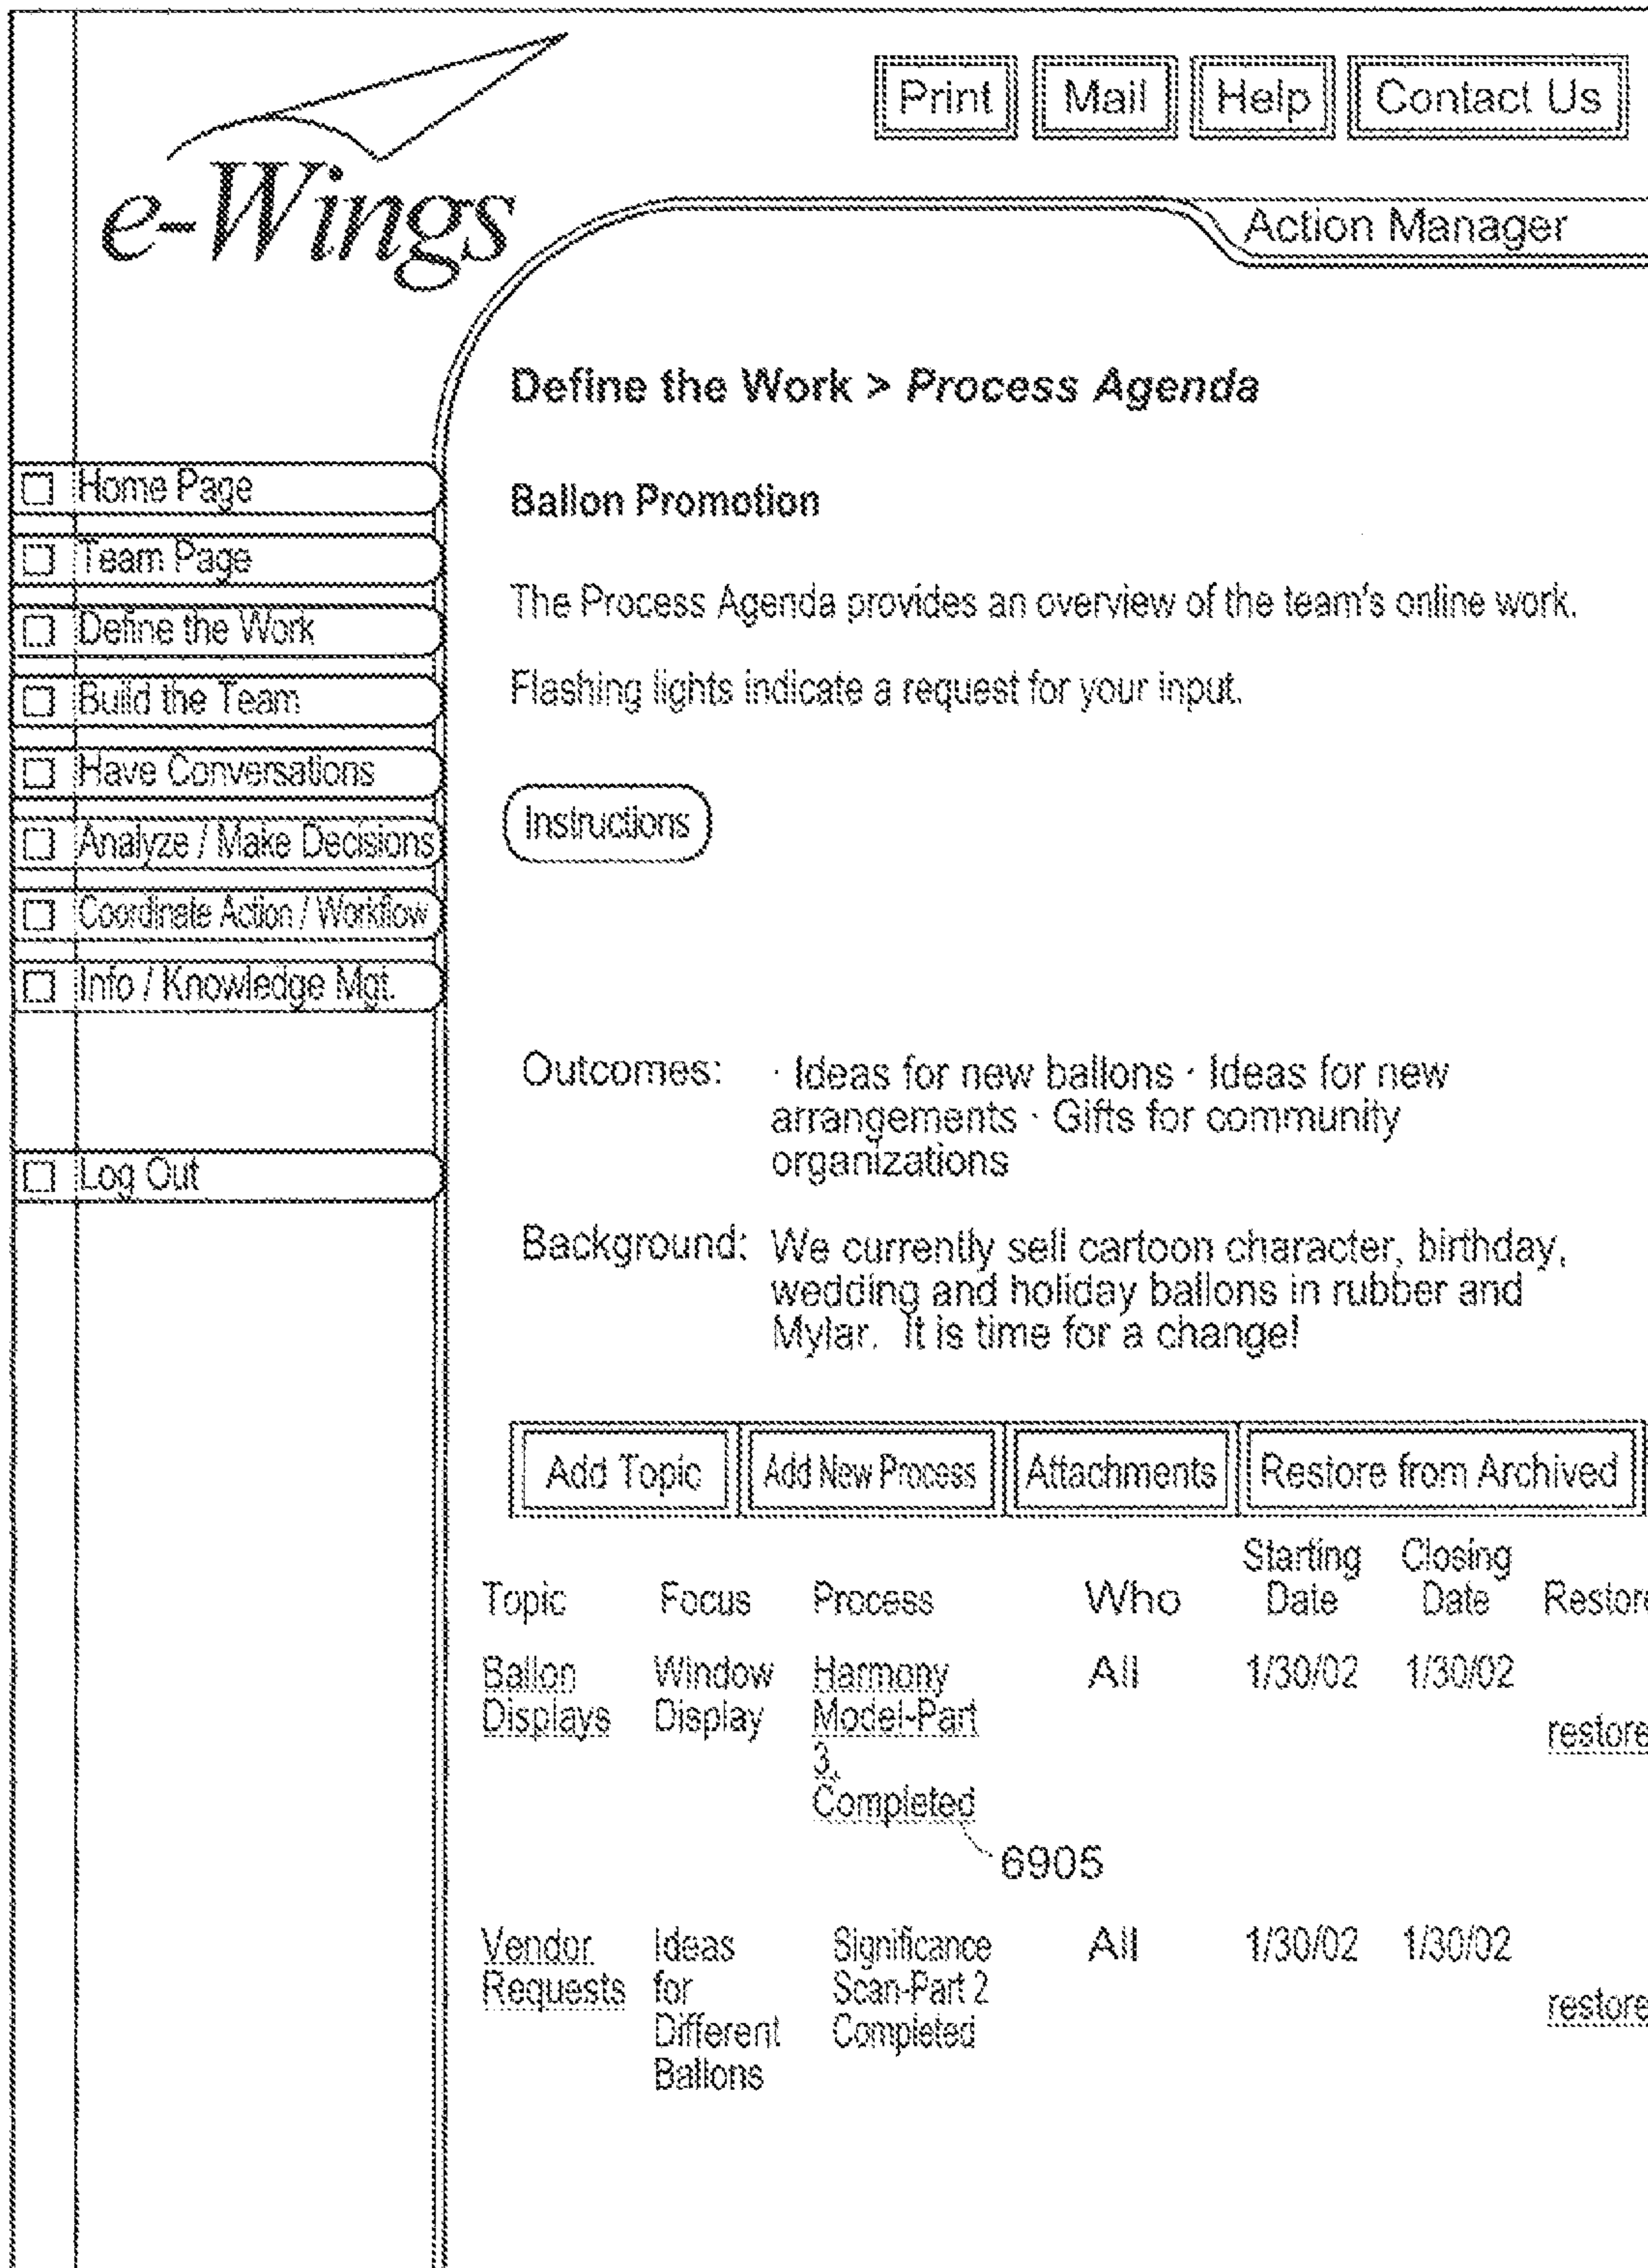 e-Wings
Print Mail Help Contact Us
Action Manager
Define the Work > Process Agenda
Home Page
Team Page
Define the Work
Build the Team
Have Conversations
Analyze / Make Decisions
Coordinate Action / Workflow
Info / Knowledge Mgt.
Log Out
Ballon Promotion
The Process Agenda provides an overview of the team's online work.
Flashing lights indicate a request for your input.
Instructions
Outcomes: · Ideas for new ballons · Ideas for new
arrangements · Gifts for community
organizations
Background: We currently sell cartoon character, birthday,
wedding and holiday ballons in rubber and
Mylar. It is time for a change!
Add Topic Add New Process Attachments Restore from Archived
Starting Closing
Topic Focus Process Who Date Date Restore
Ballon Window Harmony All 1/30/02 1/30/02
Displays Display Model-Part restore
3,
Completed
6905
Vendor Ideas Significance All 1/30/02 1/30/02
Requests for Scan-Part 2 restore
Different Completed
Ballons